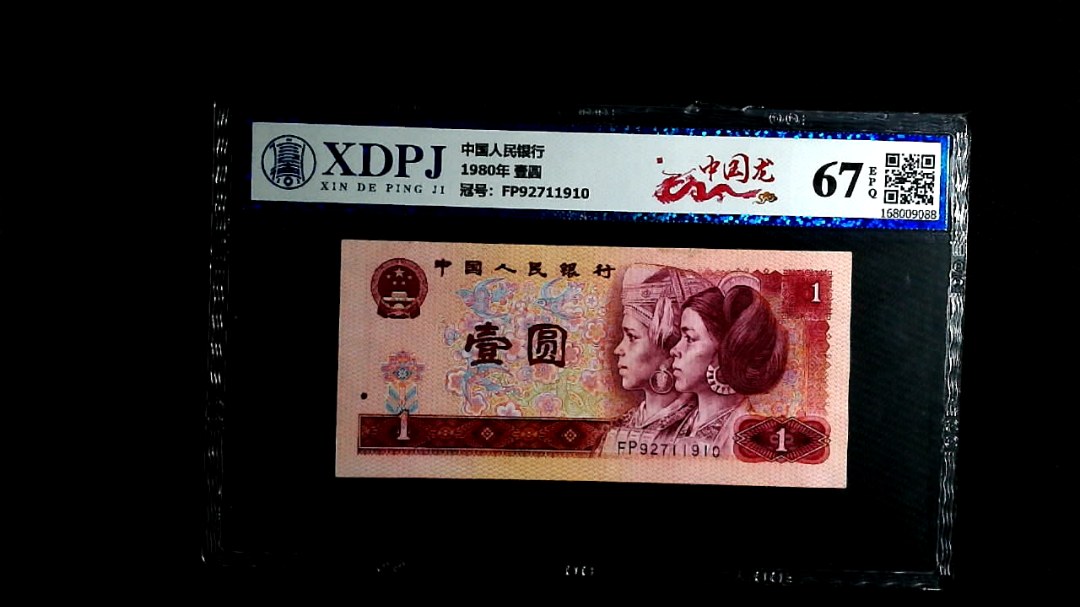 XDPJ
XIN DE PING JI
中国人民银行
1980年 壹圆
冠号: FP92711910
中国龙
67
EPQ
168009088
中国人民银行
1
壹圆
1
FP92711910
1